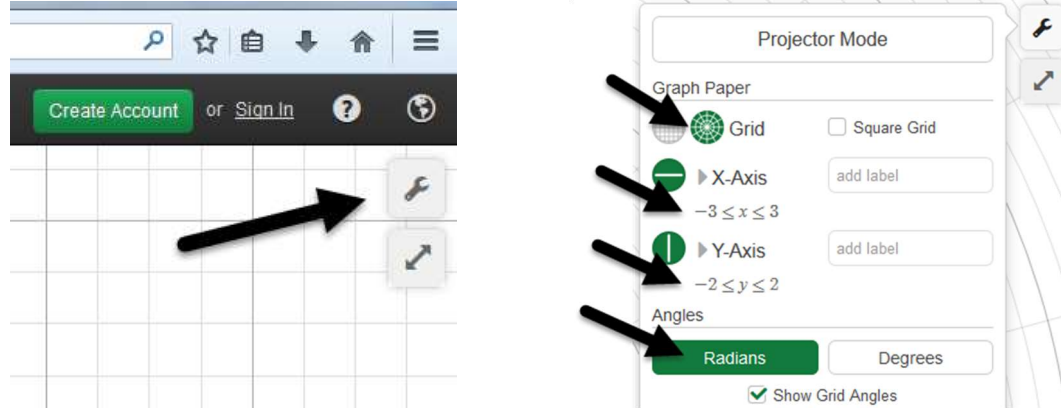 Create Account or Sign In ?
Projector Mode
Graph Paper
Grid Square Grid
X-Axis add label
−3 ≤ x ≤ 3
Y-Axis add label
−2 ≤ y ≤ 2
Angles
Radians Degrees
Show Grid Angles